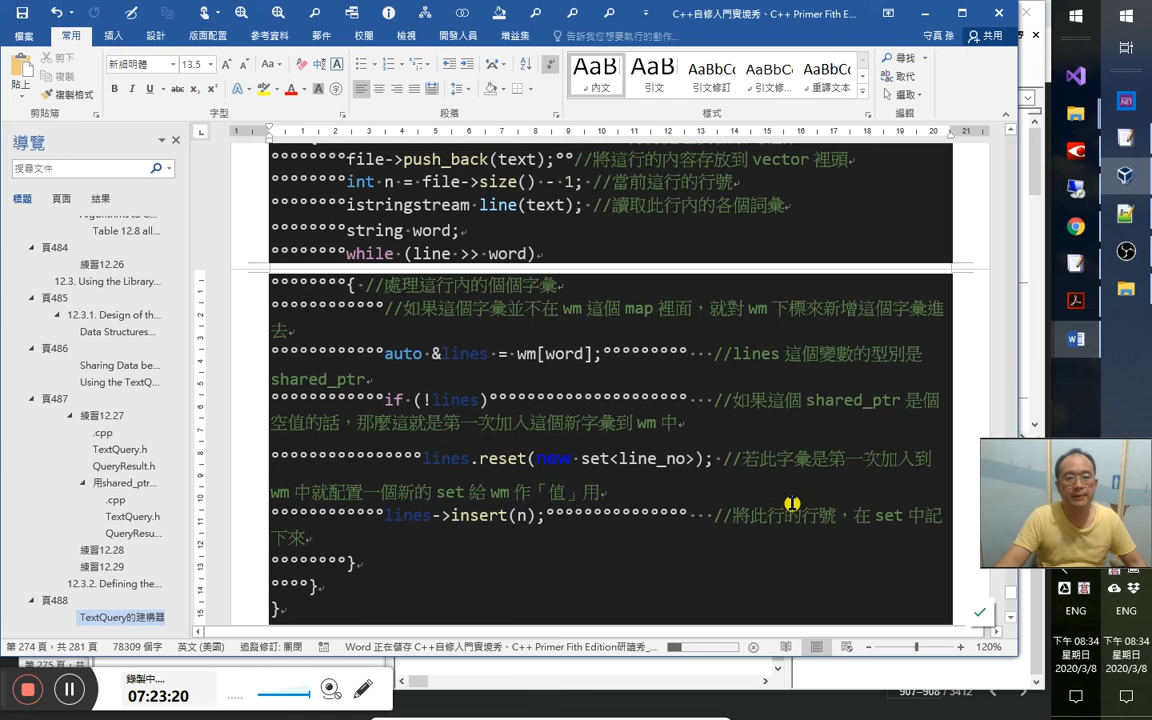 C++自修入門實境秀、C++ Primer Fith E...
檔案 常用 插入 設計 版面配置 參考資料 郵件 校閱 檢視 開發人員 增益集 告訴我您想要執行的動作... 守真 孫 共用
貼上
剪下
複製
複製格式
新細明體 13.5
AaB AaB AaBbC AaBbC AaBbC
內文 引文 引文修訂 引文修... 重譯文本
尋找
取代
選取
剪貼簿 字型 段落 樣式 編輯
導覽
搜尋文件
標題 頁面 結果
Algorithms to C...
Table 12.8 all...
頁484
練習12.26
12.3. Using the Library...
頁485
12.3.1. Design of th...
Data Structures...
頁486
Sharing Data be...
Using the TextQ...
頁487
練習12.27
.cpp
TextQuery.h
QueryResult.h
用shared_ptr...
.cpp
TextQuery.h
QueryResu...
練習12.28
練習12.29
12.3.2. Defining the...
頁488
TextQuery的建構器
file->push_back(text); //將這行的內容存放到 vector 裡頭
int n = file->size() - 1; //當前這行的行號
istringstream line(text); //讀取此行內的各個詞彙
string word;
while (line >> word)
{ //處理這行內的個個字彙
//如果這個字彙並不在 wm 這個 map 裡面，就對 wm 下標來新增這個字彙進
去
auto &lines = wm[word]; //lines 這個變數的型別是
shared_ptr
if (!lines) //如果這個 shared_ptr 是個
空值的話，那麼這就是第一次加入這個新字彙到 wm 中
lines.reset(new set<line_no>); //若此字彙是第一次加入到
wm 中就配置一個新的 set 給 wm 作「值」用
lines->insert(n); //將此行的行號，在 set 中記
下來
}
}
}
第 274 頁，共 281 頁 78309 個字 英文 (美國) 追蹤修訂: 關閉 Word 正在儲存 C++自修入門實境秀、C++ Primer Fith Edition研讀秀_... 120%
錄製中...
07:23:20
907–908 / 3412
ENG ENG
下午 08:34 下午 08:34
星期日 星期日
2020/3/8 2020/3/8